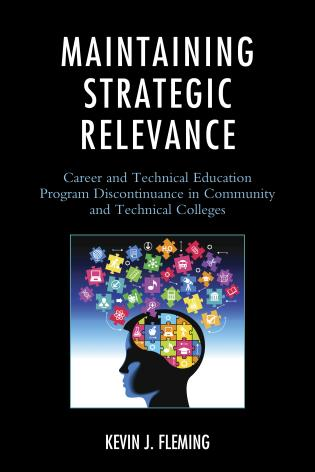 MAINTAINING
STRATEGIC
RELEVANCE
Career and Technical Education
Program Discontinuance in Community
and Technical Colleges
KEVIN J. FLEMING